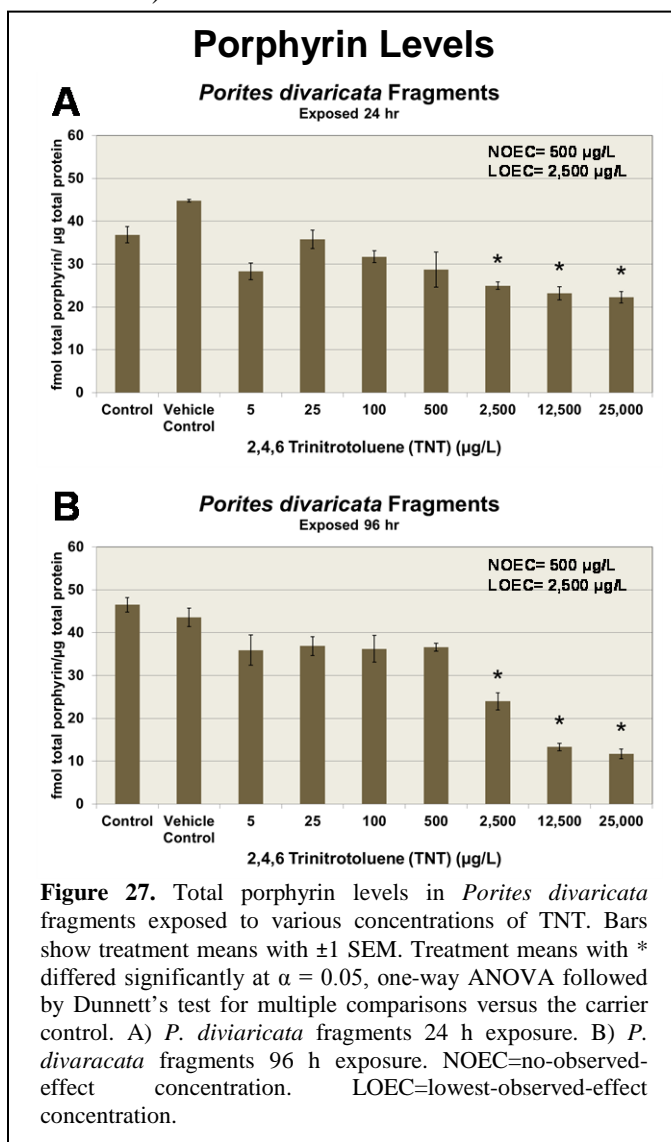 Porphyrin Levels
A
Porites divaricata Fragments
Exposed 24 hr
NOEC= 500 µg/L
LOEC= 2,500 µg/L
fmol total porphyrin/ µg total protein
60
50
40
30
20
10
0
* * *
Control Vehicle Control 5 25 100 500 2,500 12,500 25,000
2,4,6 Trinitrotoluene (TNT) (µg/L)
B
Porites divaricata Fragments
Exposed 96 hr
NOEC= 500 µg/L
LOEC= 2,500 µg/L
fmol total porphyrin/µg total protein
60
50
40
30
20
10
0
* * *
Control Vehicle Control 5 25 100 500 2,500 12,500 25,000
2,4,6 Trinitrotoluene (TNT) (µg/L)
Figure 27. Total porphyrin levels in Porites divaricata
fragments exposed to various concentrations of TNT. Bars
show treatment means with ±1 SEM. Treatment means with *
differed significantly at α = 0.05, one-way ANOVA followed
by Dunnett’s test for multiple comparisons versus the carrier
control. A) P. diviaricata fragments 24 h exposure. B) P.
divaracata fragments 96 h exposure. NOEC=no-observed-
effect concentration. LOEC=lowest-observed-effect
concentration.